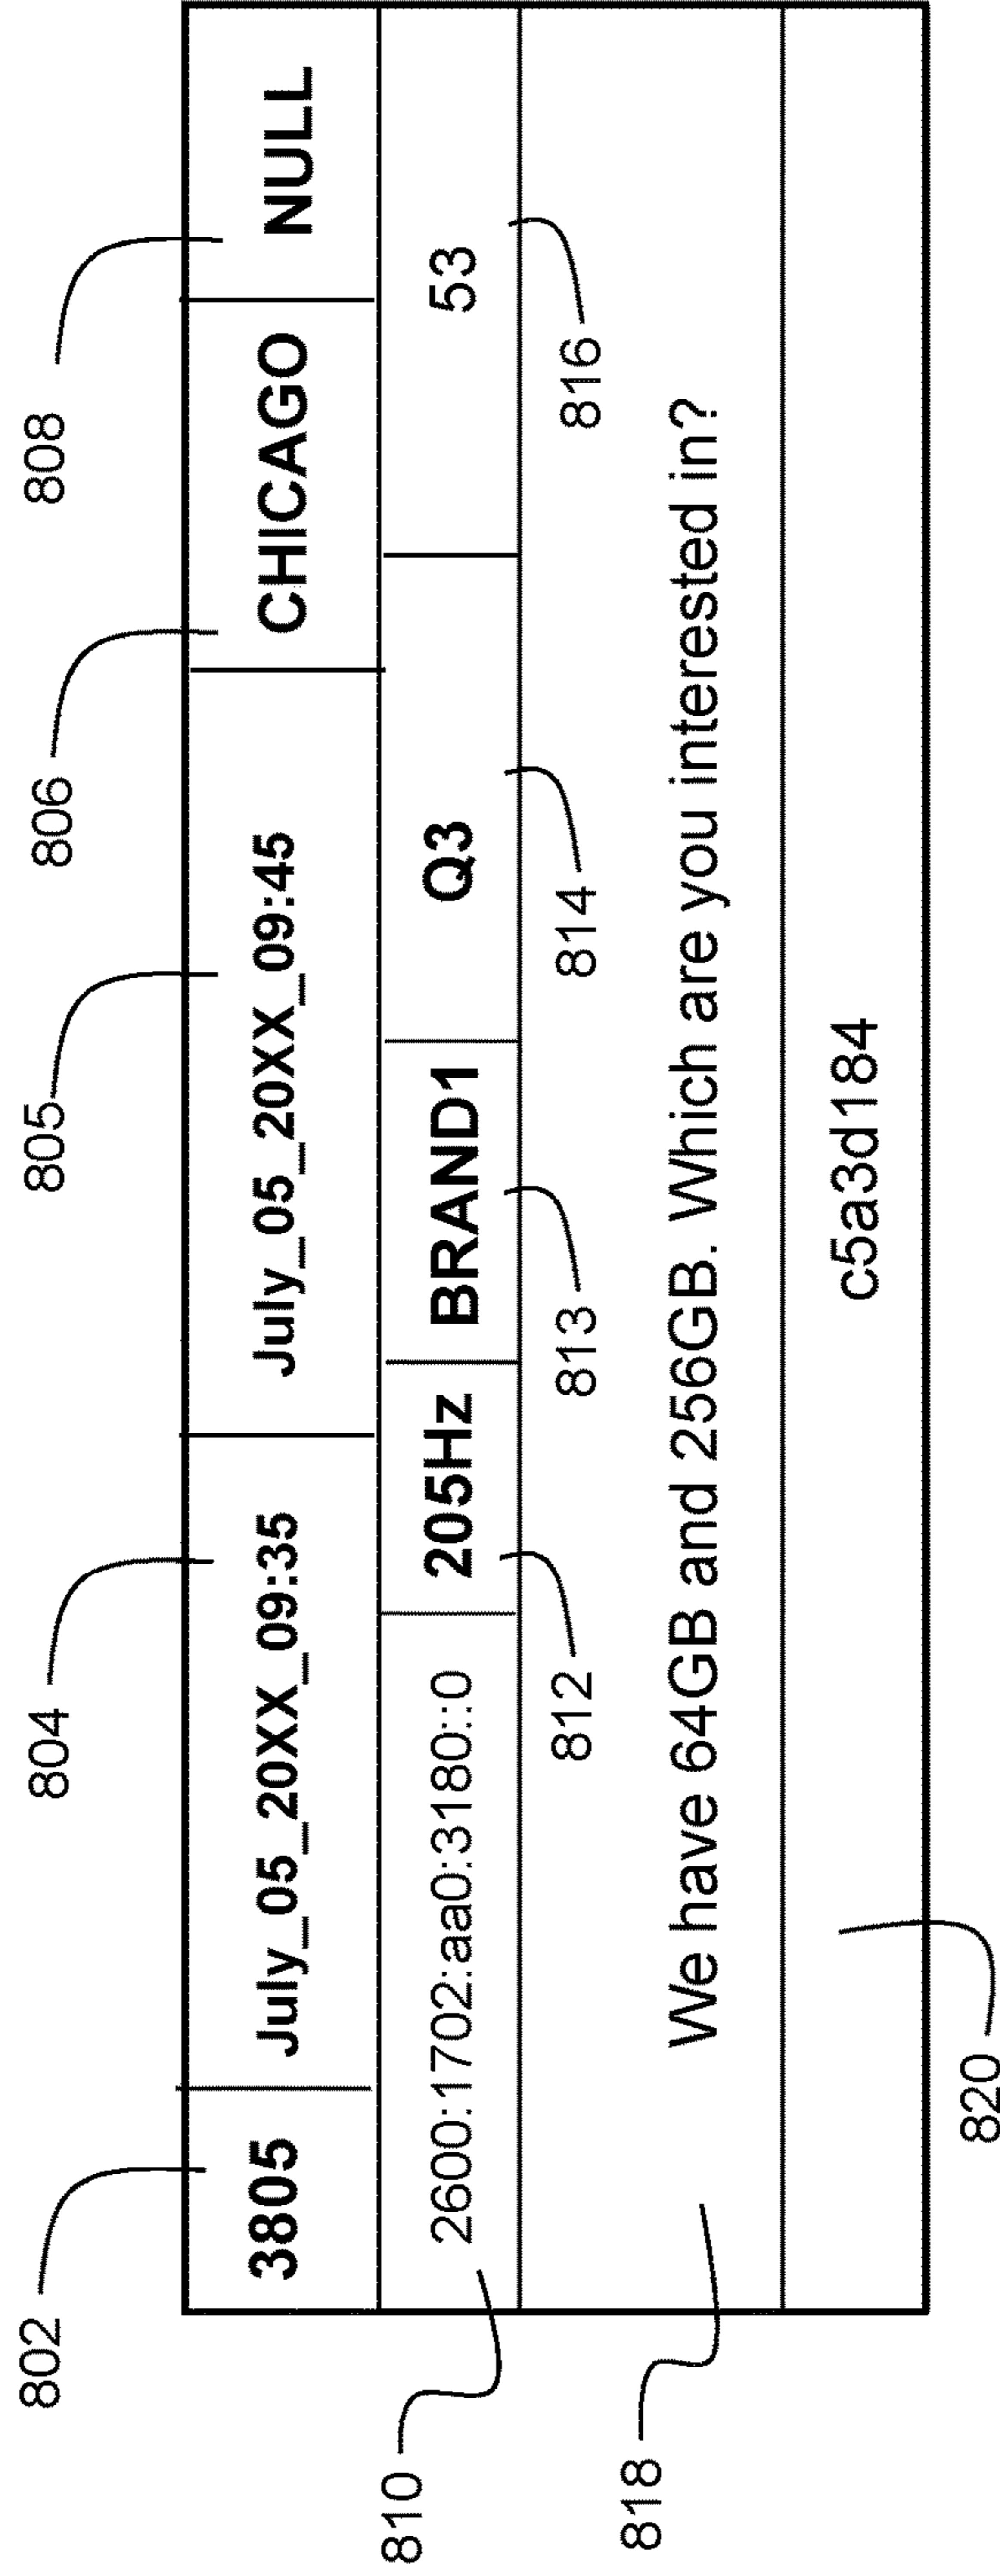 802 804 805 806 808
3805 July_05_20XX_09:35 July_05_20XX_09:45 CHICAGO NULL
810 2600:1702:aa0:3180::0 205Hz BRAND1 Q3 53
812 813 814 816
818 We have 64GB and 256GB. Which are you interested in?
c5a3d184
820